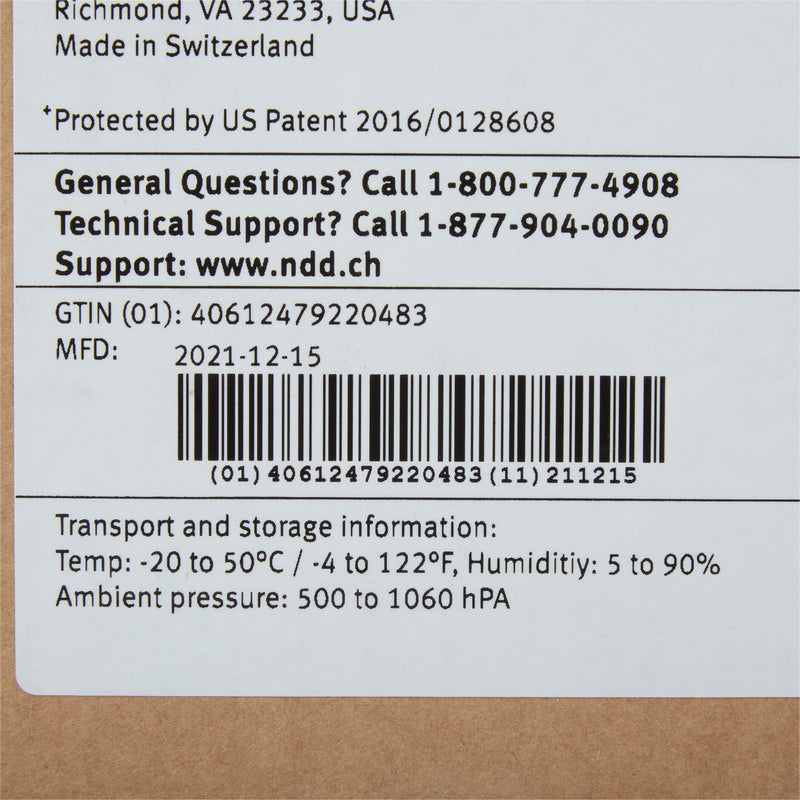 Richmond, VA 23233, USA
Made in Switzerland
+Protected by US Patent 2016/0128608
General Questions? Call 1-800-777-4908
Technical Support? Call 1-877-904-0090
Support: www.ndd.ch
GTIN (01): 40612479220483
MFD: 2021-12-15
(01)40612479220483(11)211215
Transport and storage information:
Temp: -20 to 50°C / -4 to 122°F, Humiditiy: 5 to 90%
Ambient pressure: 500 to 1060 hPA